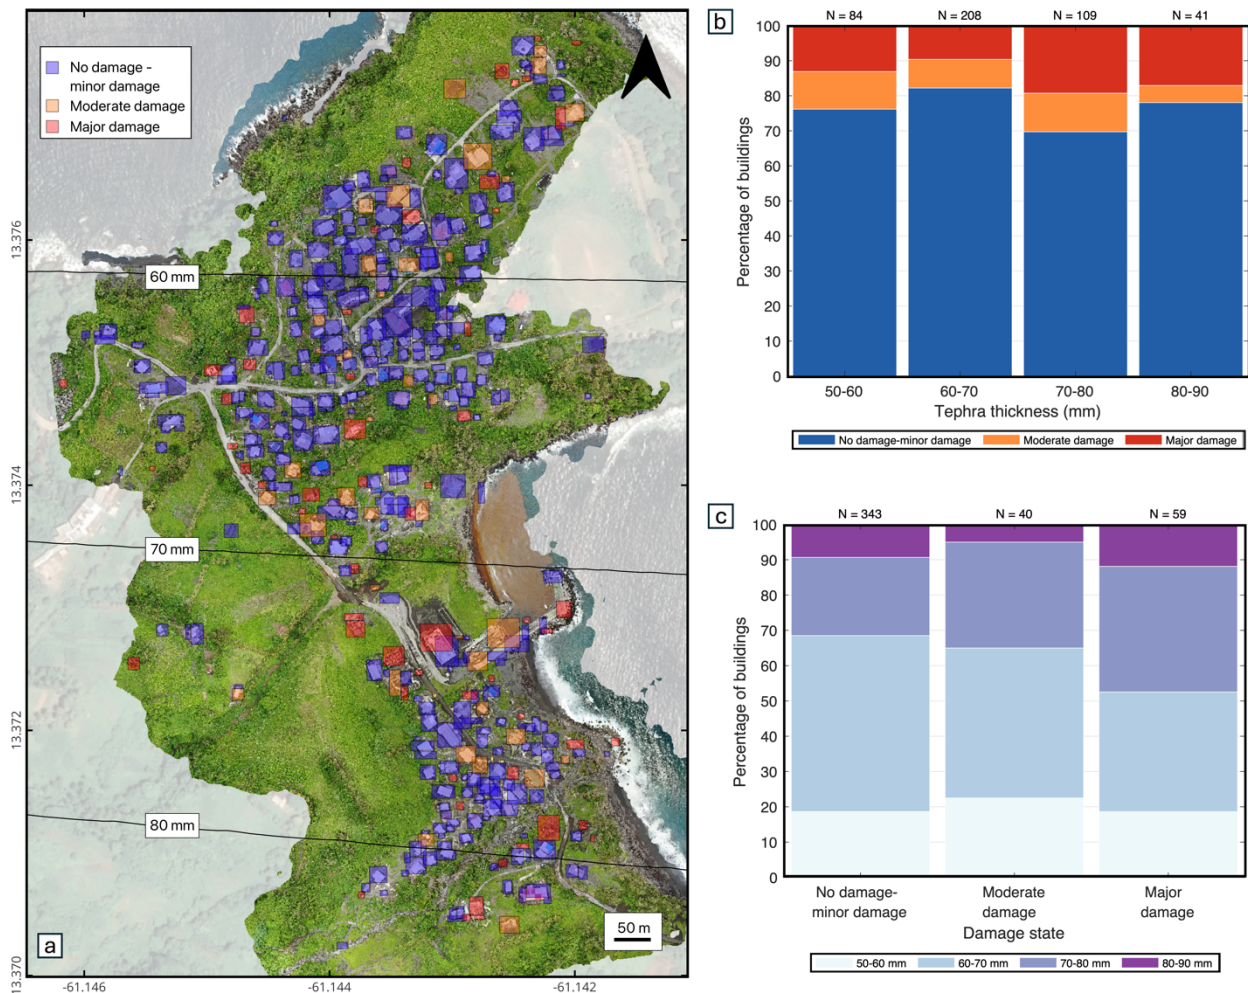 a
No damage -
minor damage
Moderate damage
Major damage
13.376
13.374
13.372
13.370
60 mm
70 mm
80 mm
50 m
-61.146
-61.144
-61.142
b
N = 84
N = 208
N = 109
N = 41
Percentage of buildings
100
90
80
70
60
50
40
30
20
10
0
50-60
60-70
70-80
80-90
Tephra thickness (mm)
No damage-minor damage
Moderate damage
Major damage
c
N = 343
N = 40
N = 59
Percentage of buildings
100
90
80
70
60
50
40
30
20
10
0
No damage-
minor damage
Moderate
damage
Major
damage
Damage state
50-60 mm
60-70 mm
70-80 mm
80-90 mm